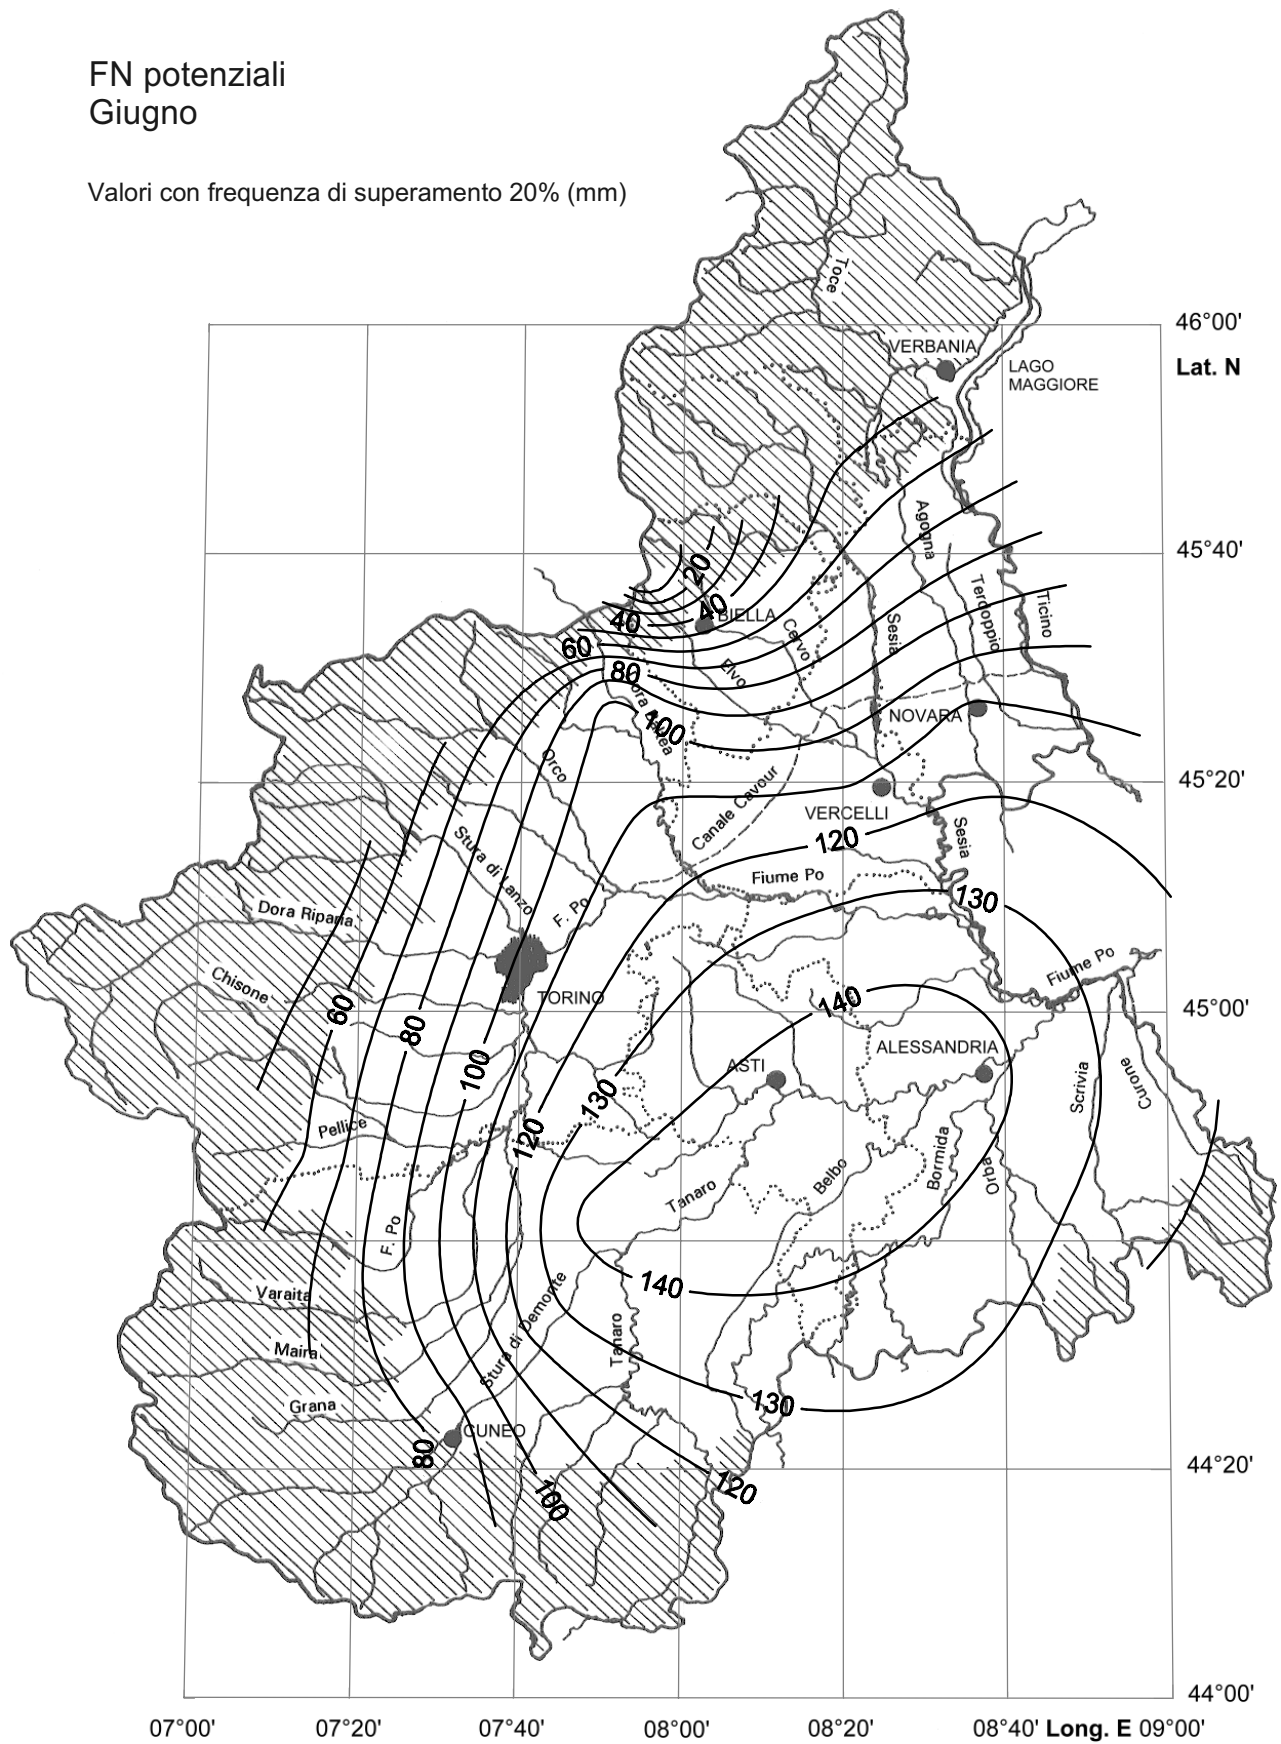 FN potenziali
Giugno
Valori con frequenza di superamento 20% (mm)
Toce
46°00'
VERBANIA
Lat. N
LAGO
MAGGIORE
Agogna
45°40'
20
Terdoppio
Ticino
40
BIELLA
40
Sesia
Cervo
60
80
Elvo
Dora Baltea
100
NOVARA
Orco
45°20'
Canale Cavour
VERCELLI
Stura di Lanzo
120
Sesia
Fiume Po
130
Dora Riparia
F. Po
Fiume Po
Chisone
TORINO
60
140
45°00'
80
ALESSANDRIA
100
ASTI
Scrivia
Curone
130
Pellice
120
Bormida
Orba
Belbo
Tanaro
F. Po
140
Varaita
Stura di Demonte
Tanaro
Maira
Grana
130
CUNEO
80
44°20'
120
100
44°00'
07°00'
07°20'
07°40'
08°00'
08°20'
08°40'
Long. E
09°00'